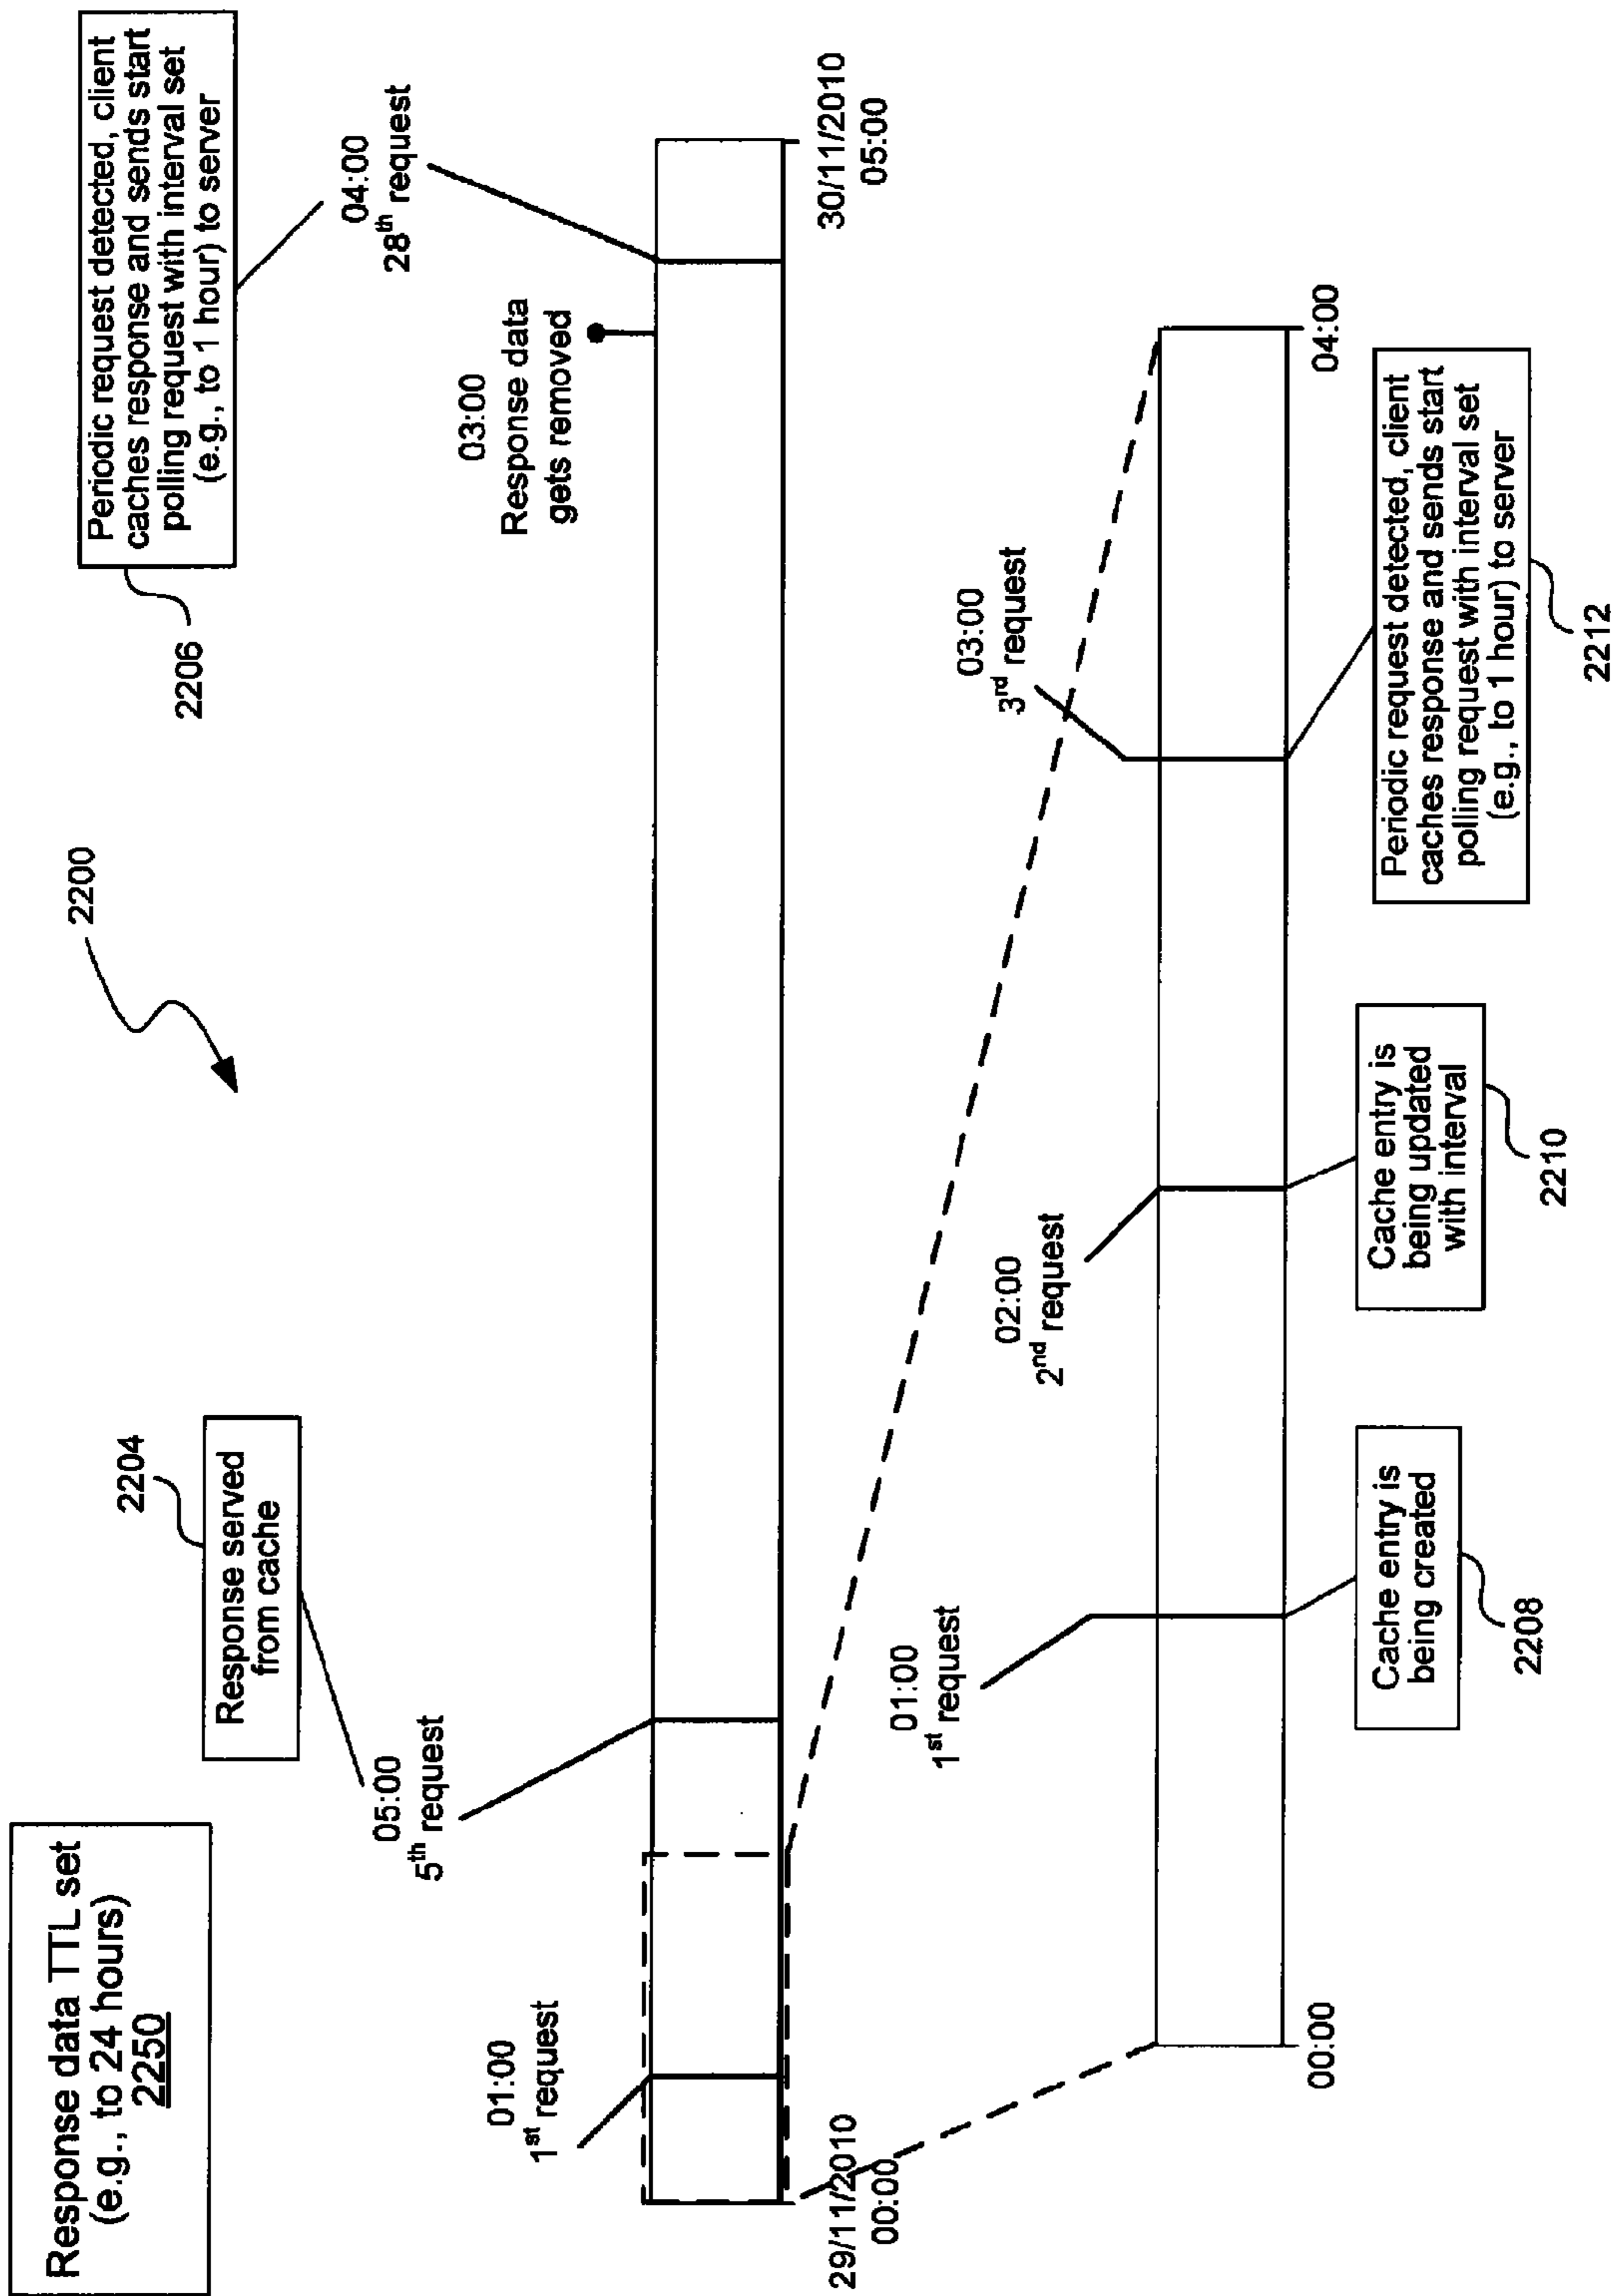 Response data TTL set
(e.g., to 24 hours)
2250
2204
Response served
from cache
2200
2206
Periodic request detected, client
caches response and sends start
polling request with interval set
(e.g., to 1 hour) to server
01:00
1st request
05:00
5th request
03:00
Response data
gets removed
04:00
28th request
29/11/2010
00:00
30/11/2010
05:00
01:00
1st request
02:00
2nd request
03:00
3rd request
00:00
04:00
Cache entry is
being created
2208
Cache entry is
being updated
with interval
2210
Periodic request detected, client
caches response and sends start
polling request with interval set
(e.g., to 1 hour) to server
2212